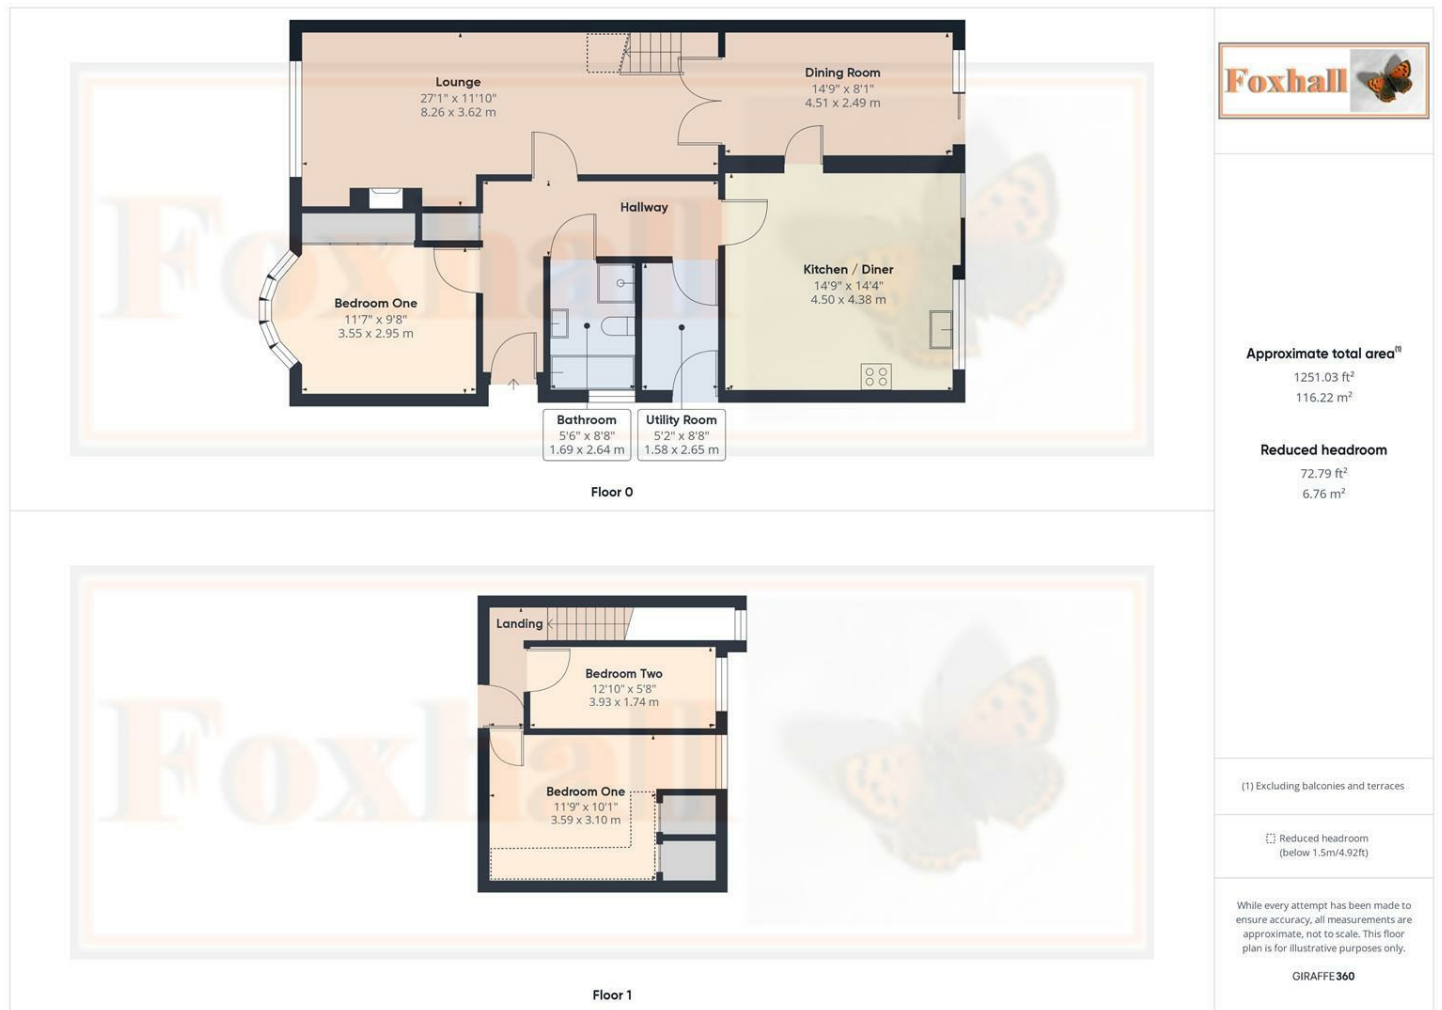 Lounge
27'1" x 11'10"
8.26 x 3.62 m
Dining Room
14'9" x 8'1"
4.51 x 2.49 m
Hallway
Kitchen / Diner
14'9" x 14'4"
4.50 x 4.38 m
Bedroom One
11'7" x 9'8"
3.55 x 2.95 m
Bathroom
5'6" x 8'8"
1.69 x 2.64 m
Utility Room
5'2" x 8'8"
1.58 x 2.65 m
Foxhall
Floor 0
Landing
Bedroom Two
12'10" x 5'8"
3.93 x 1.74 m
Bedroom One
11'9" x 10'1"
3.59 x 3.10 m
Foxhall
Floor 1
Foxhall
Approximate total area(1)
1251.03 ft²
116.22 m²
Reduced headroom
72.79 ft²
6.76 m²
(1) Excluding balconies and terraces
Reduced headroom
(below 1.5m/4.92ft)
While every attempt has been made to
ensure accuracy, all measurements are
approximate, not to scale. This floor
plan is for illustrative purposes only.
GIRAFFE360